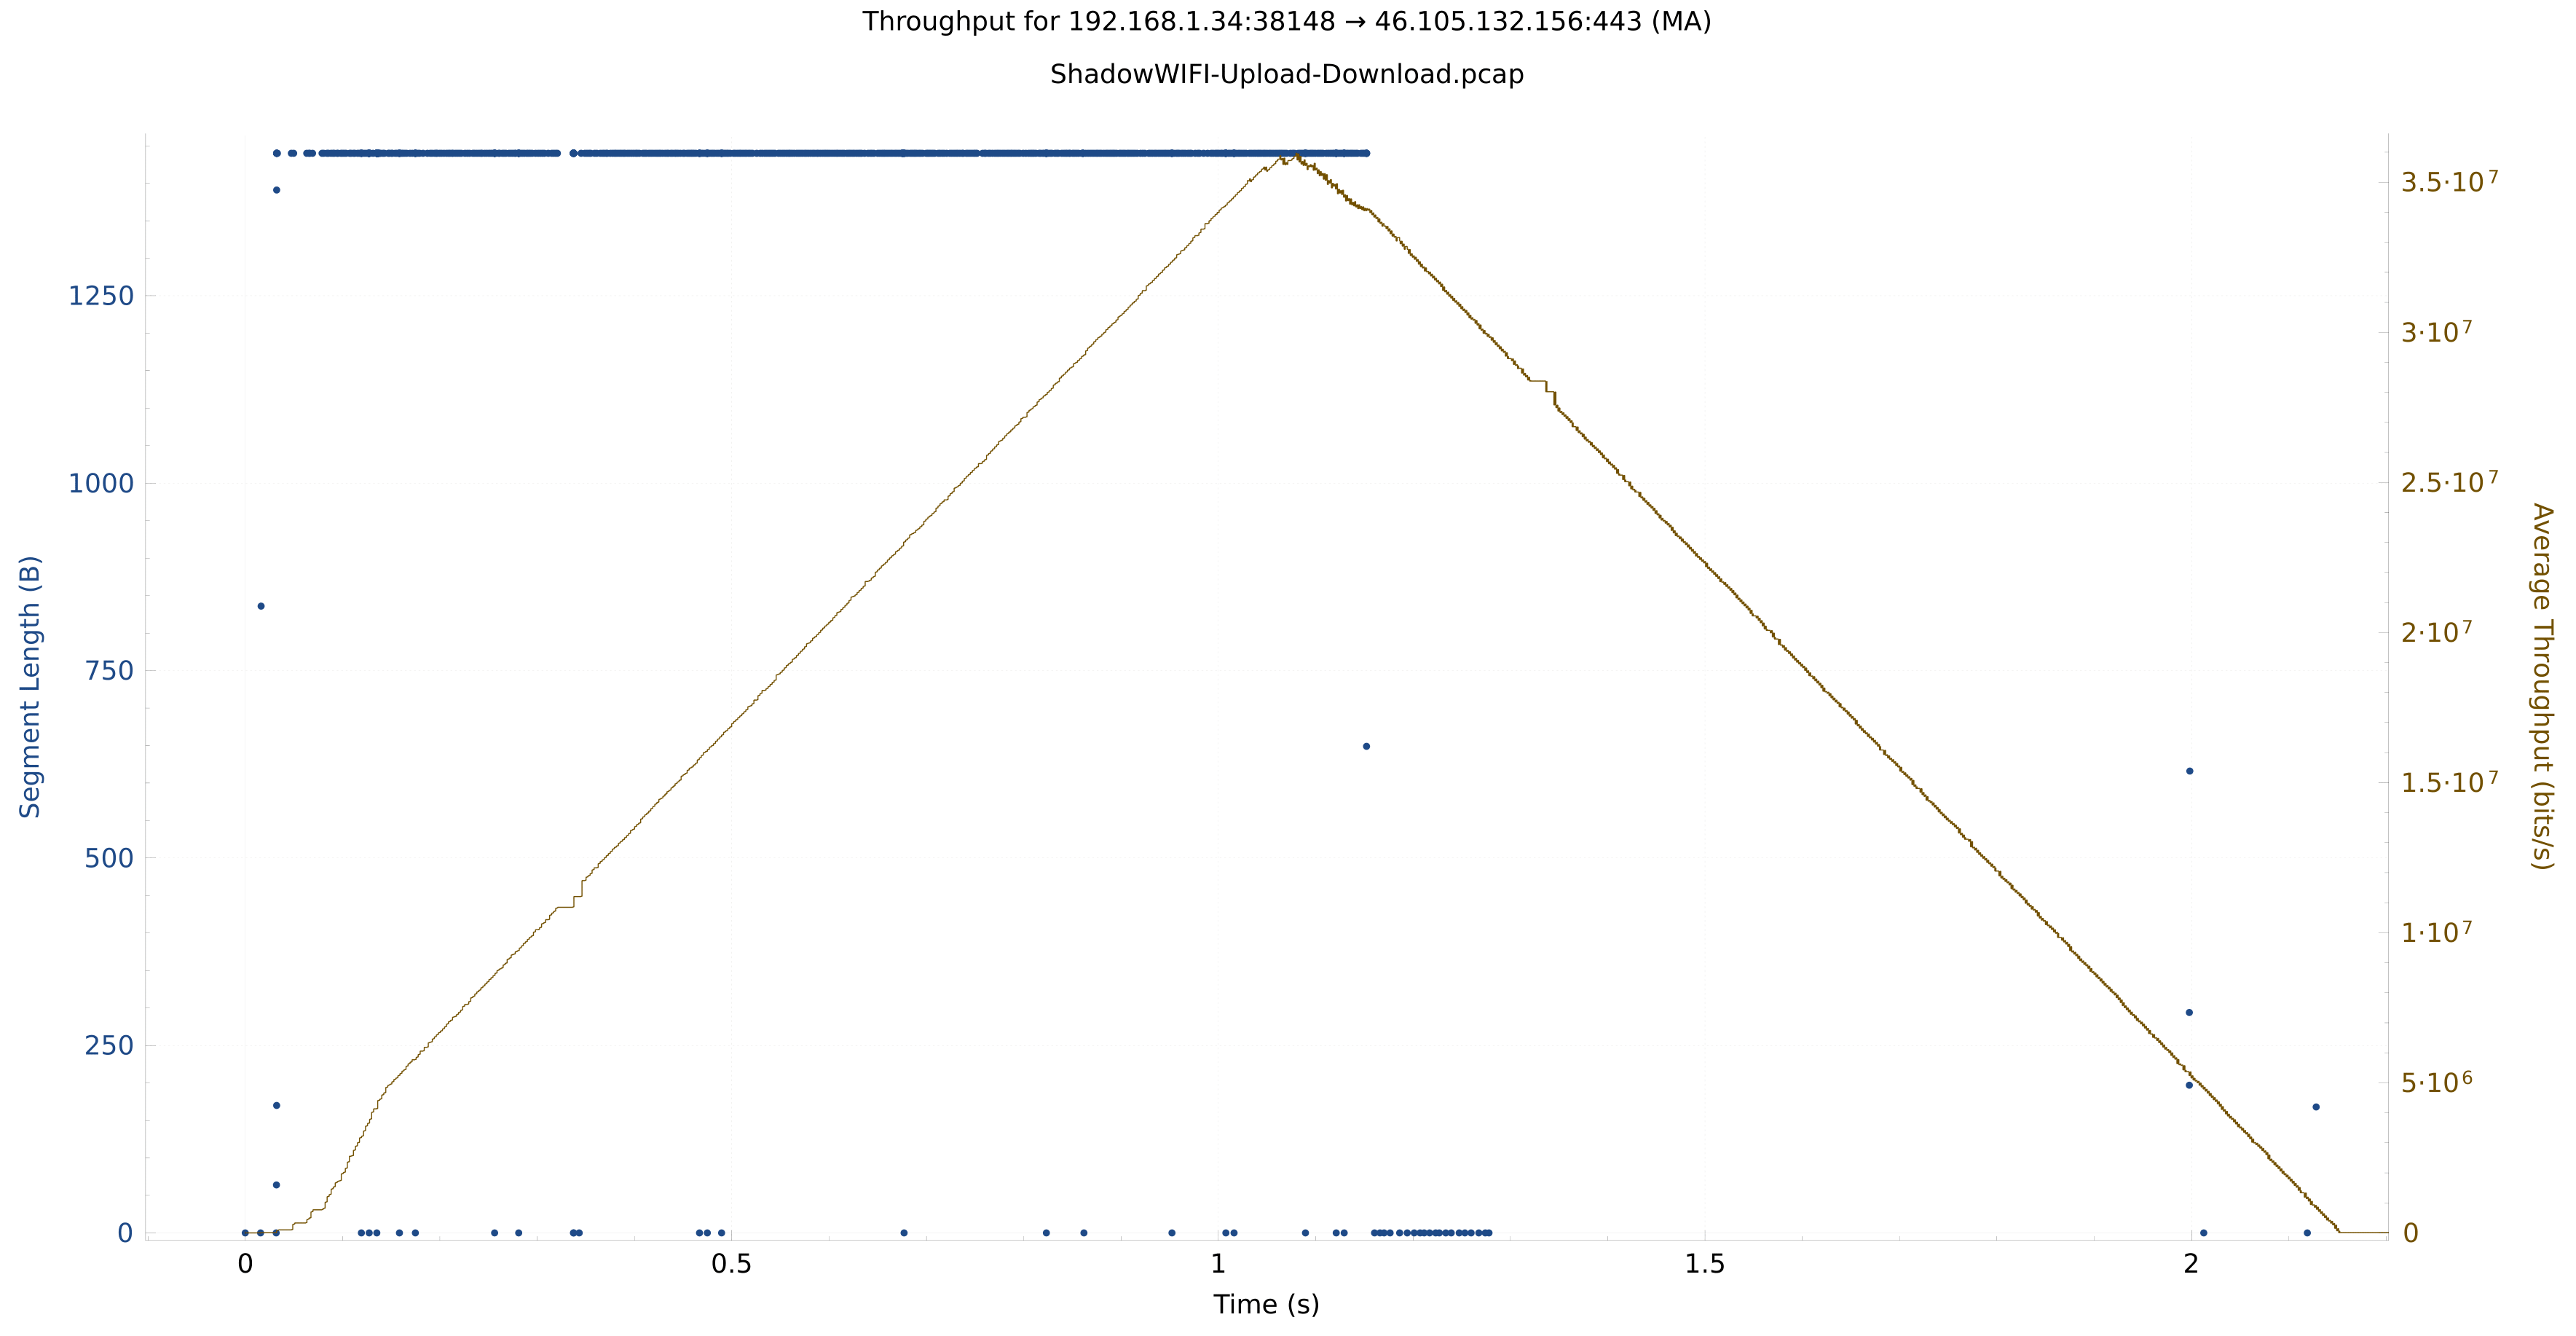 Throughput for 192.168.1.34:38148 → 46.105.132.156:443 (MA)
ShadowWIFI-Upload-Download.pcap
Segment Length (B)
1250
1000
750
500
250
0
0 0.5 1 1.5 2
Time (s)
3.5·10⁷
3·10⁷
2.5·10⁷
2·10⁷
1.5·10⁷
1·10⁷
5·10⁶
0
Average Throughput (bits/s)